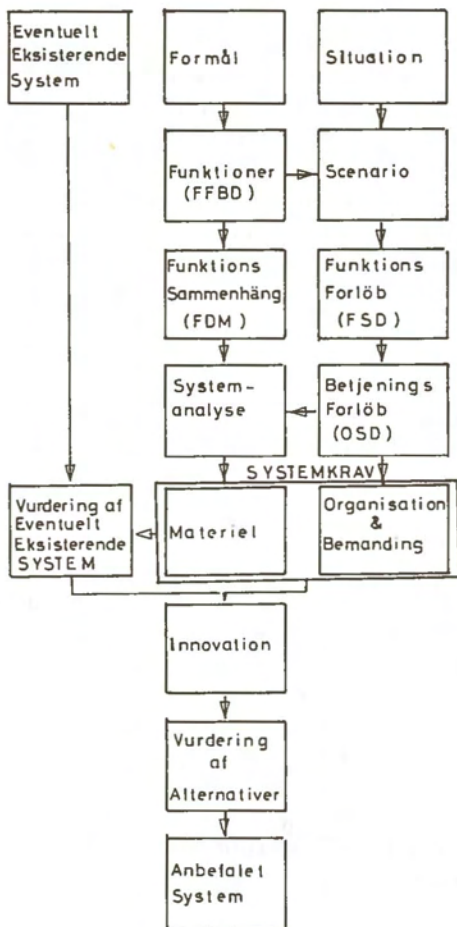 Eventuelt
Eksisterende
System
Formål
Situation
Funktioner
(FFBD)
Scenario
Funktions
Sammenhäng
(FDM)
Funktions
Forlöb
(FSD)
System-
analyse
Betjenings
Forlöb
(OSD)
SYSTEMKRAV
Vurdering af
Eventuelt
Eksisterende
SYSTEM
Materiel
Organisation
&
Bemanding
Innovation
Vurdering
af
Alternativer
Anbefalet
System